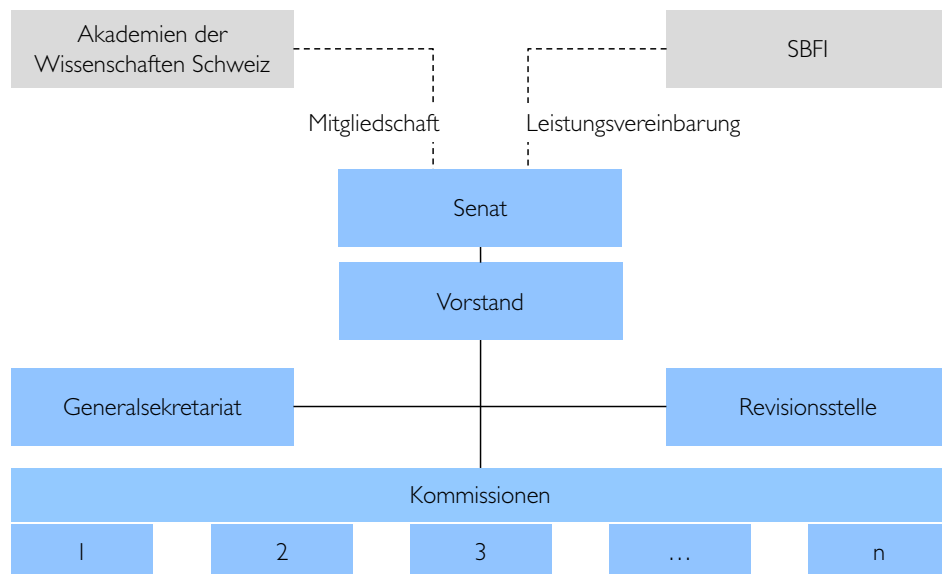 Akademien der
Wissenschaften Schweiz
SBFI
Mitgliedschaft
Leistungsvereinbarung
Senat
Vorstand
Generalsekretariat
Revisionsstelle
Kommissionen
1
2
3
…
n